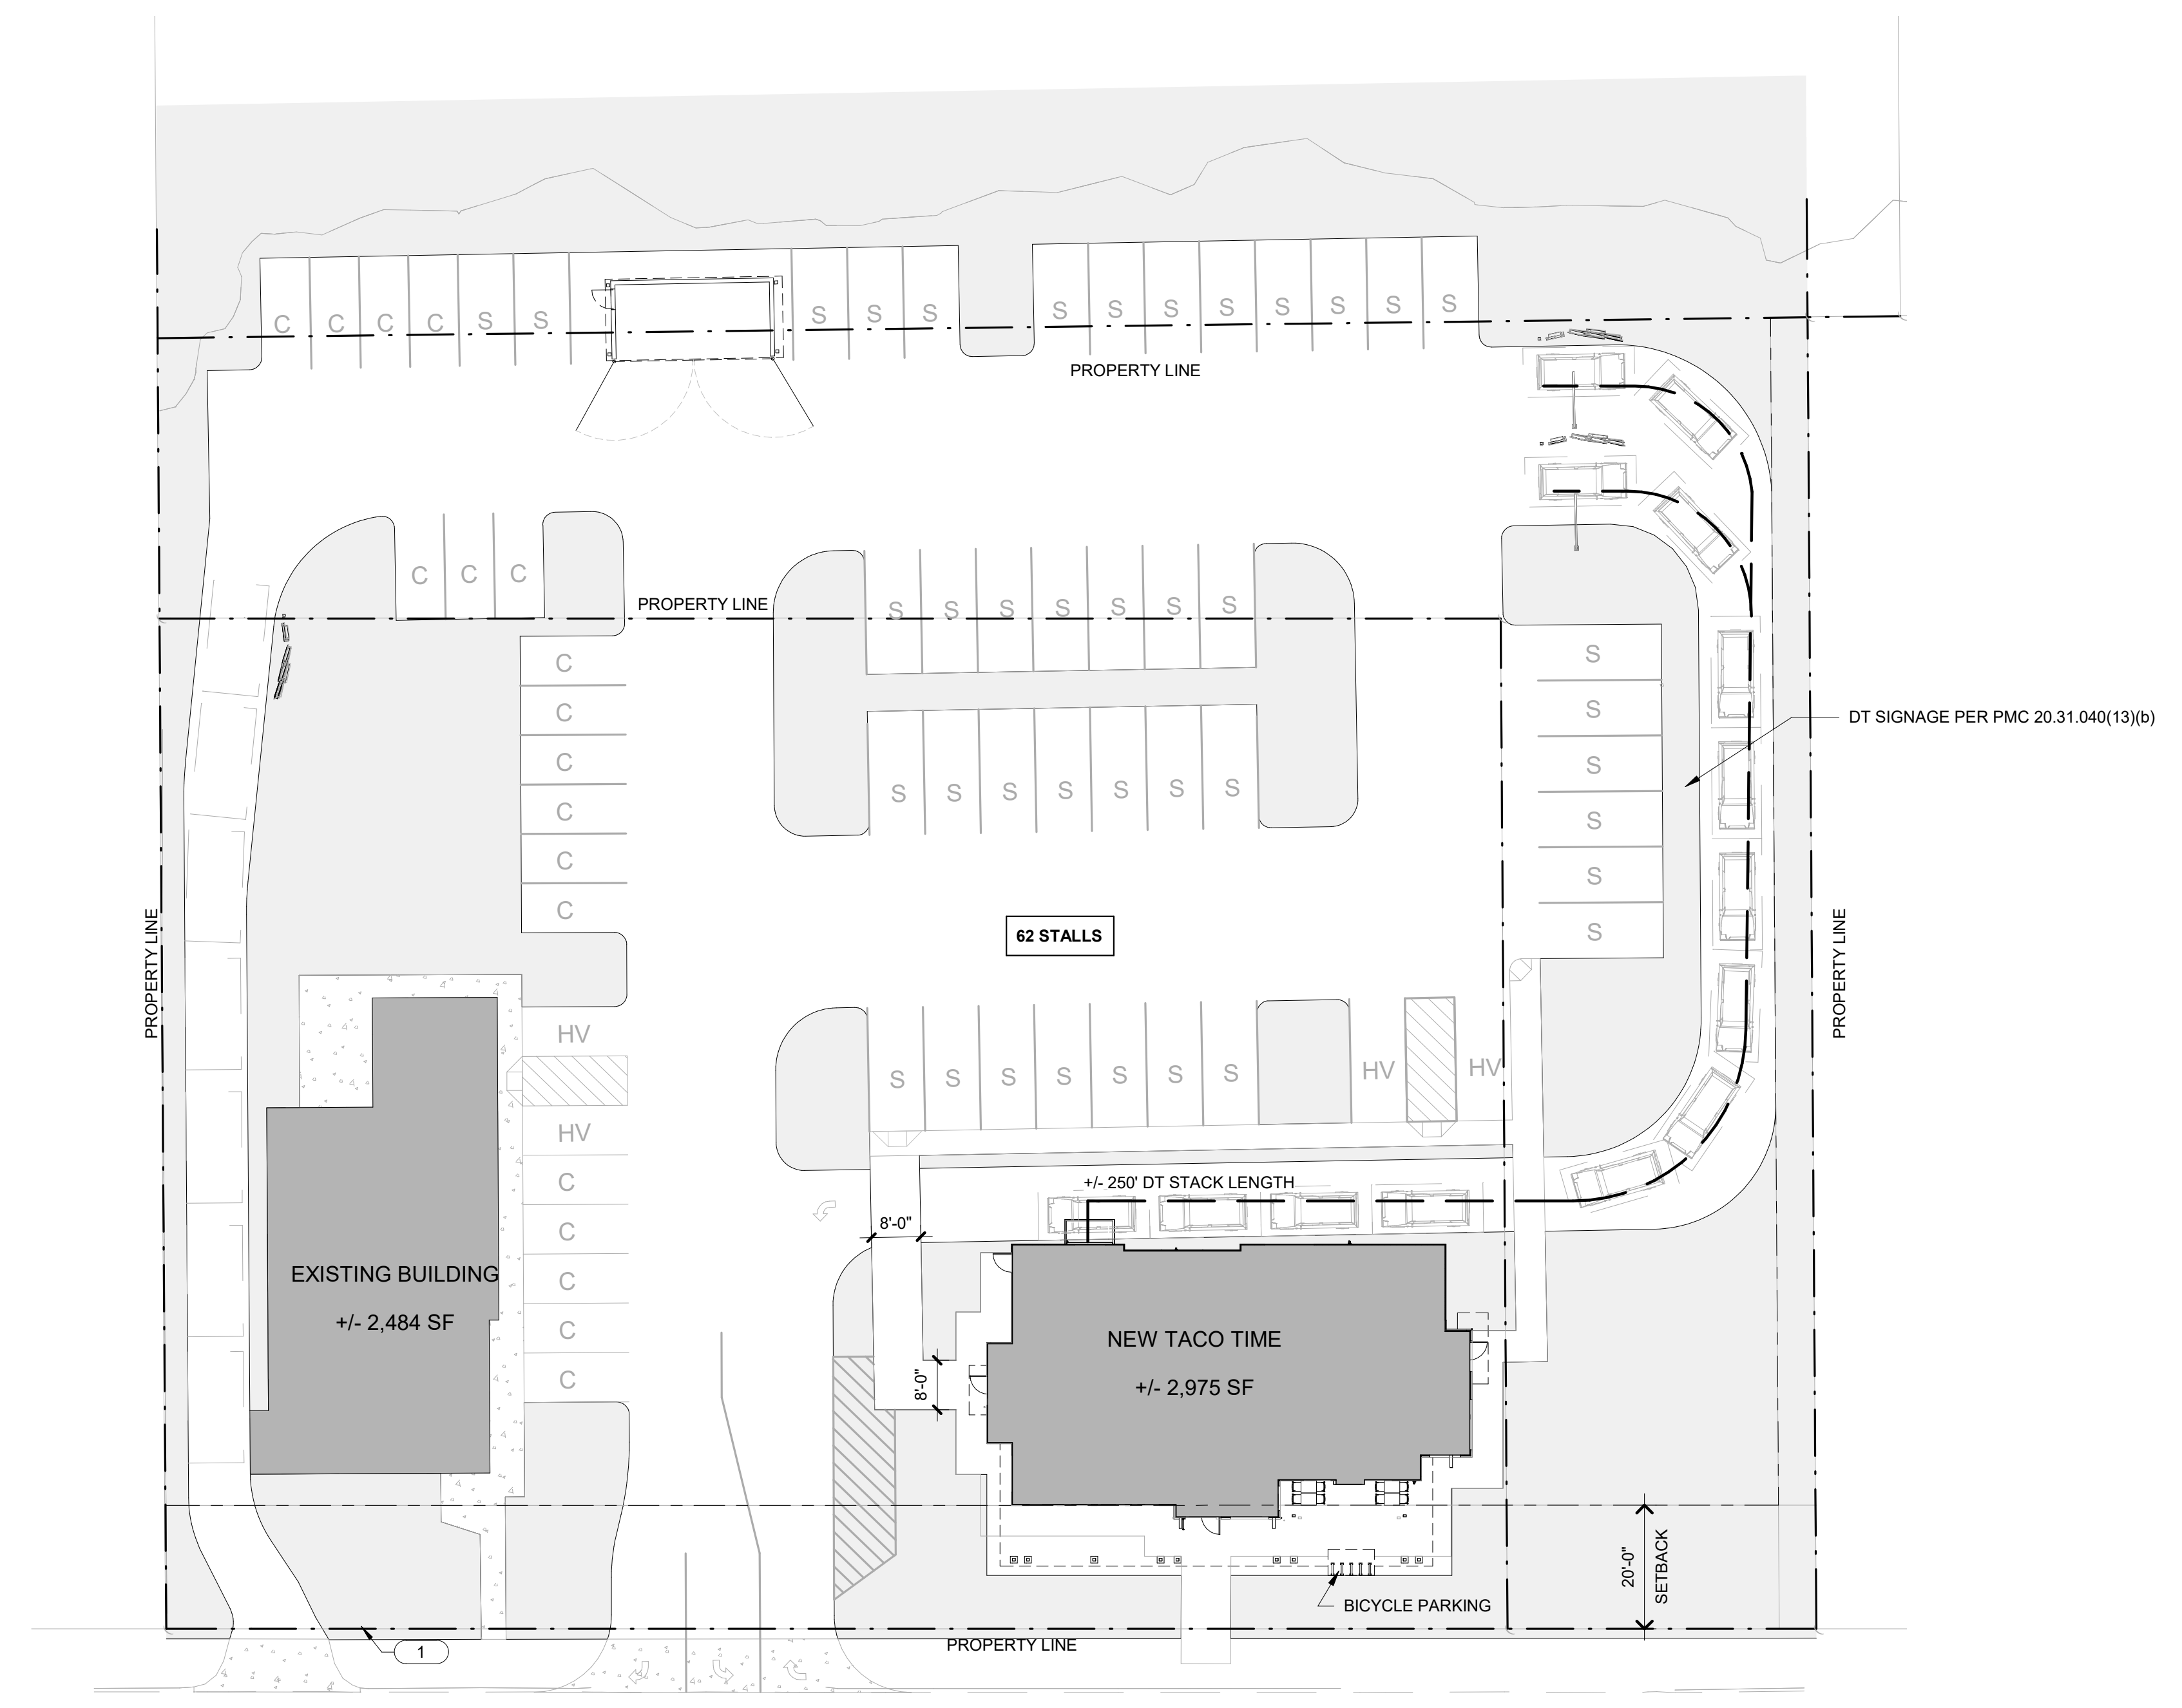 C C C C S S S S S S S S S S S S S
PROPERTY LINE
C C C
PROPERTY LINE
S S S S S S S
C
S
C
S
DT SIGNAGE PER PMC 20.31.040(13)(b)
C
S
S S S S S S S
C
S
C
S
C
S
PROPERTY LINE
62 STALLS
PROPERTY LINE
HV
S S S S S S S
HV
HV
HV
C
+/- 250' DT STACK LENGTH
C
8'-0"
EXISTING BUILDING
C
+/- 2,484 SF
C
NEW TACO TIME
C
8'-0"
+/- 2,975 SF
20'-0"
SETBACK
BICYCLE PARKING
PROPERTY LINE
1